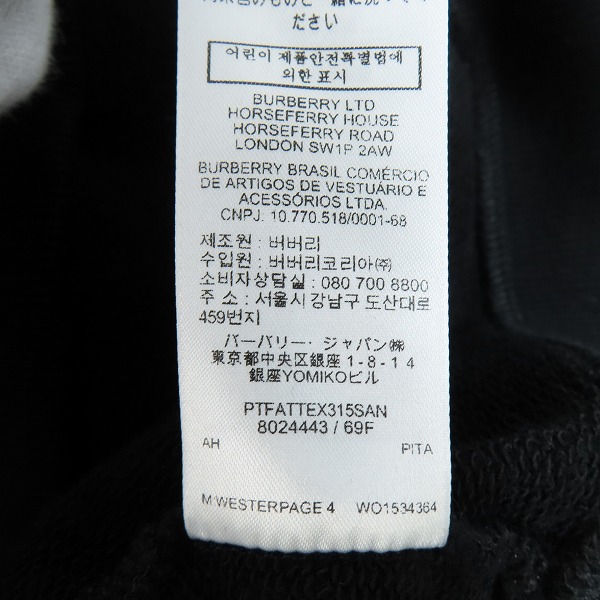 ださい
어린이 제품안전특별법에
의한 표시
BURBERRY LTD
HORSEFERRY HOUSE
HORSEFERRY ROAD
LONDON SW1P 2AW
BURBERRY BRASIL COMÉRCIO
DE ARTIGOS DE VESTUÁRIO E
ACESSÓRIOS LTDA.
CNPJ. 10.770.518/0001-68
제조원 : 버버리
수입원 : 버버리코리아㈜
소비자상담실 : 080 700 8800
주 소 : 서울시 강남구 도산대로
459번지
バーバリー・ジャパン㈱
東京都中央区銀座1-8-14
銀座YOMIKOビル
PTFATTEX315SAN
8024443 / 69F
AH PITA
M'WESTERPAGE 4 WO1534364